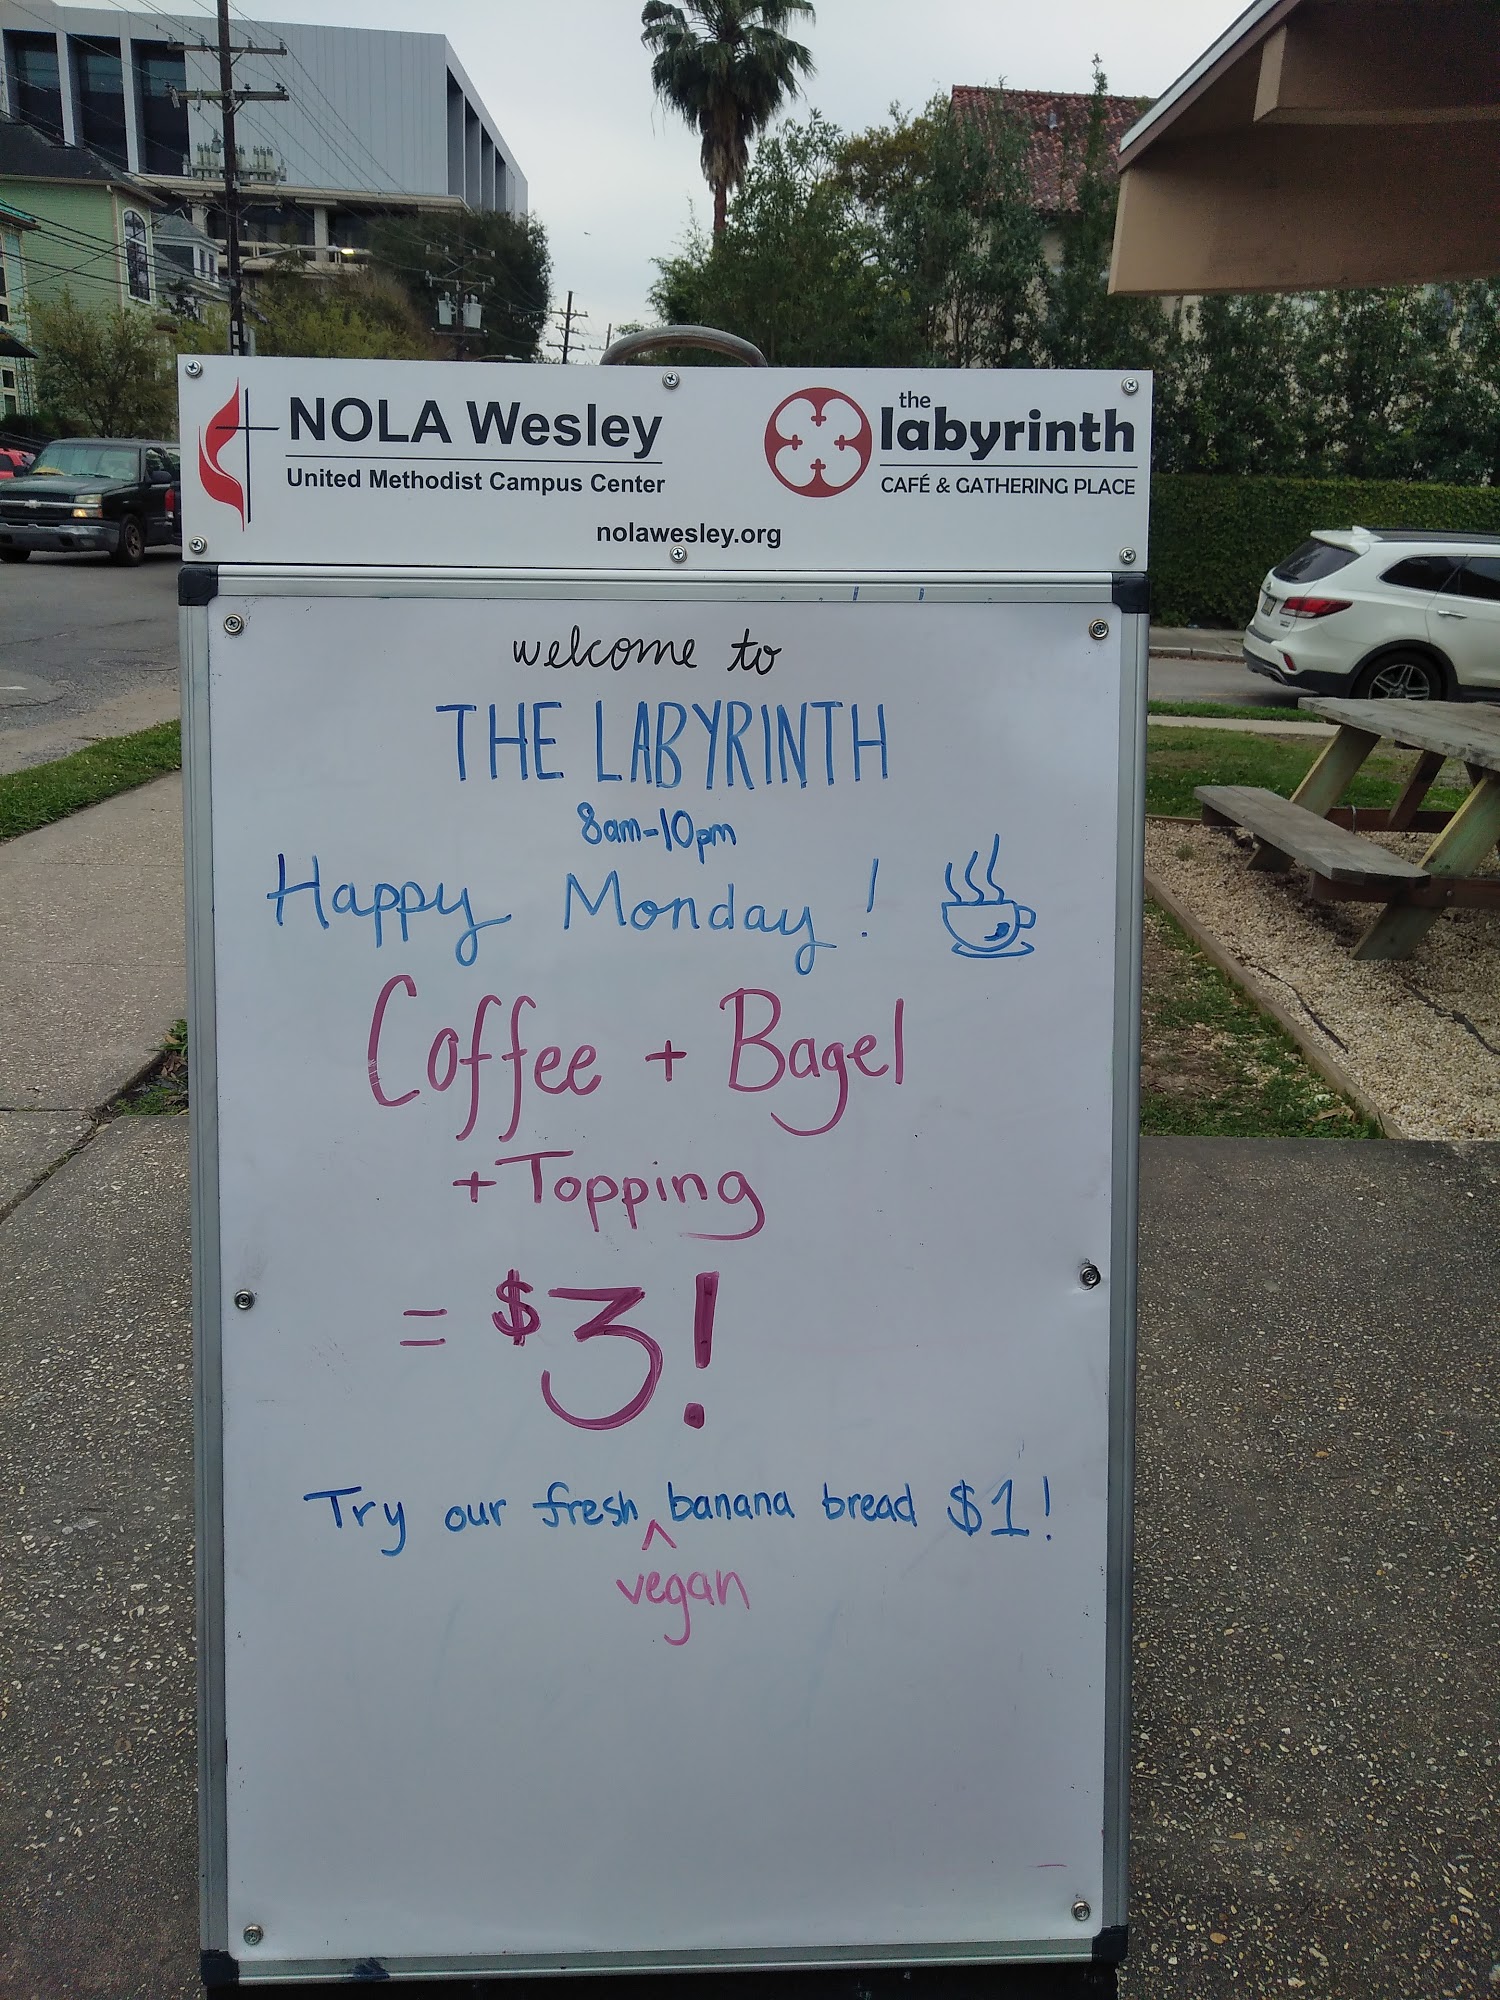 NOLA Wesley
United Methodist Campus Center
the
labyrinth
CAFÉ & GATHERING PLACE
nolawesley.org
welcome to
THE LABYRINTH
8am-10pm
Happy Monday!
Coffee + Bagel
+ Topping
= $3!
Try our fresh ^ banana bread $1!
vegan